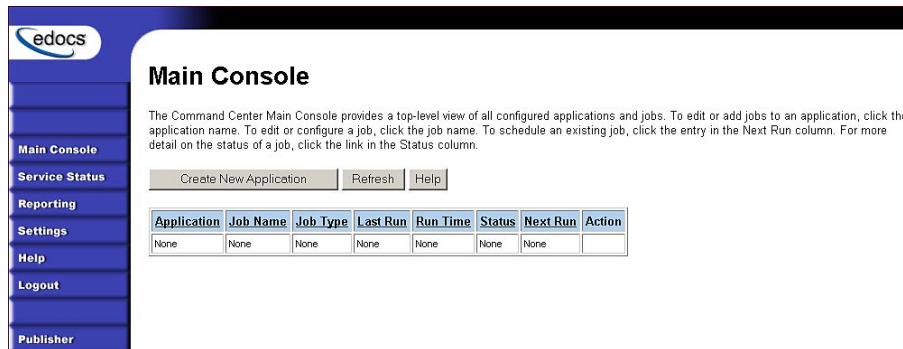 edocs
Main Console
The Command Center Main Console provides a top-level view of all configured applications and jobs. To edit or add jobs to an application, click the
application name. To edit or configure a job, click the job name. To schedule an existing job, click the entry in the Next Run column. For more
detail on the status of a job, click the link in the Status column.
Create New Application Refresh Help
Application Job Name Job Type Last Run Run Time Status Next Run Action
None None None None None None None
Main Console
Service Status
Reporting
Settings
Help
Logout
Publisher